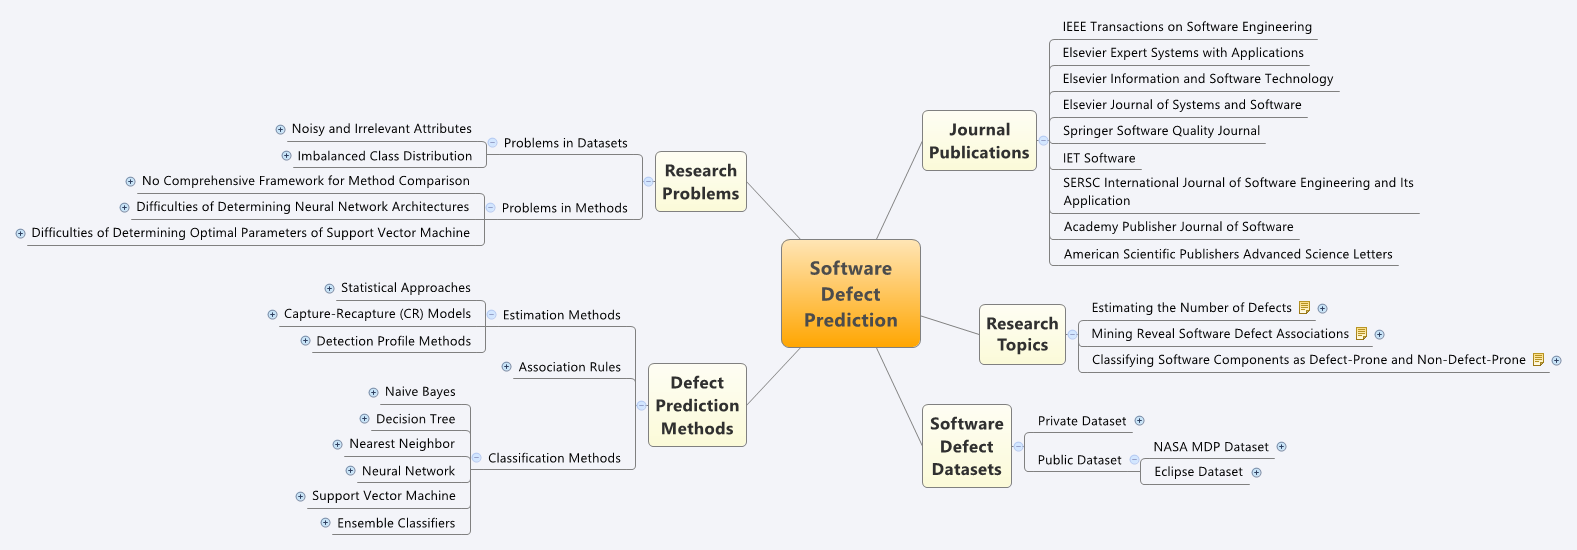 IEEE Transactions on Software Engineering
Elsevier Expert Systems with Applications
Elsevier Information and Software Technology
Elsevier Journal of Systems and Software
Springer Software Quality Journal
IET Software
SERSC International Journal of Software Engineering and Its
Application
Academy Publisher Journal of Software
American Scientific Publishers Advanced Science Letters
Journal
Publications
Noisy and Irrelevant Attributes
Imbalanced Class Distribution
Problems in Datasets
No Comprehensive Framework for Method Comparison
Difficulties of Determining Neural Network Architectures
Difficulties of Determining Optimal Parameters of Support Vector Machine
Problems in Methods
Research
Problems
Software
Defect
Prediction
Statistical Approaches
Capture-Recapture (CR) Models
Detection Profile Methods
Estimation Methods
Association Rules
Naive Bayes
Decision Tree
Nearest Neighbor
Neural Network
Support Vector Machine
Ensemble Classifiers
Classification Methods
Defect
Prediction
Methods
Research
Topics
Estimating the Number of Defects
Mining Reveal Software Defect Associations
Classifying Software Components as Defect-Prone and Non-Defect-Prone
Software
Defect
Datasets
Private Dataset
Public Dataset
NASA MDP Dataset
Eclipse Dataset